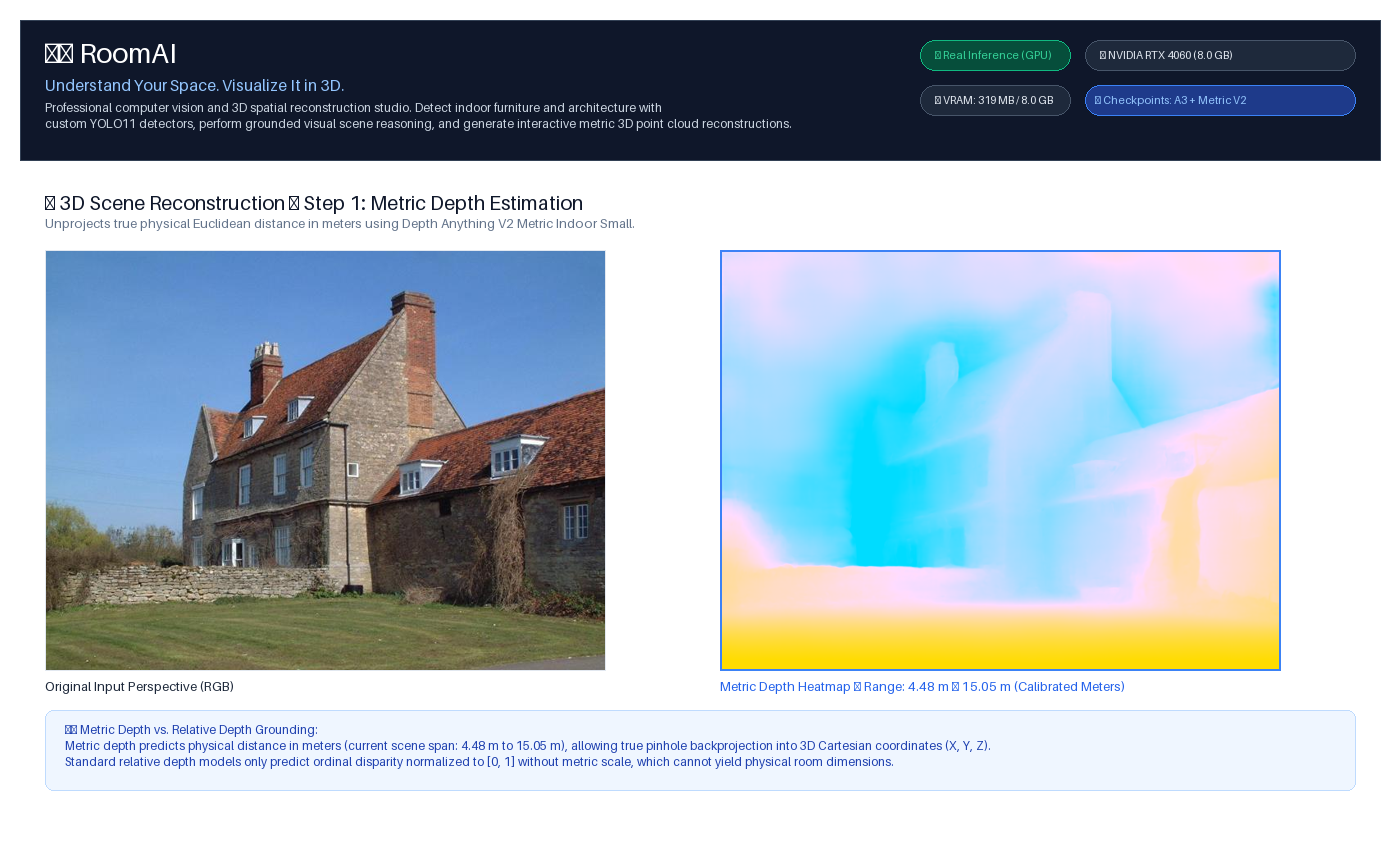 RoomAI
Understand Your Space. Visualize It in 3D.
Professional computer vision and 3D spatial reconstruction studio. Detect indoor furniture and architecture with
custom YOLO11 detectors, perform grounded visual scene reasoning, and generate interactive metric 3D point cloud reconstructions.
Real Inference (GPU)
NVIDIA RTX 4060 (8.0 GB)
VRAM: 319 MB / 8.0 GB
Checkpoints: A3 + Metric V2
3D Scene Reconstruction Step 1: Metric Depth Estimation
Unprojects true physical Euclidean distance in meters using Depth Anything V2 Metric Indoor Small.
Original Input Perspective (RGB)
Metric Depth Heatmap Range: 4.48 m 15.05 m (Calibrated Meters)
Metric Depth vs. Relative Depth Grounding:
Metric depth predicts physical distance in meters (current scene span: 4.48 m to 15.05 m), allowing true pinhole backprojection into 3D Cartesian coordinates (X, Y, Z).
Standard relative depth models only predict ordinal disparity normalized to [0, 1] without metric scale, which cannot yield physical room dimensions.